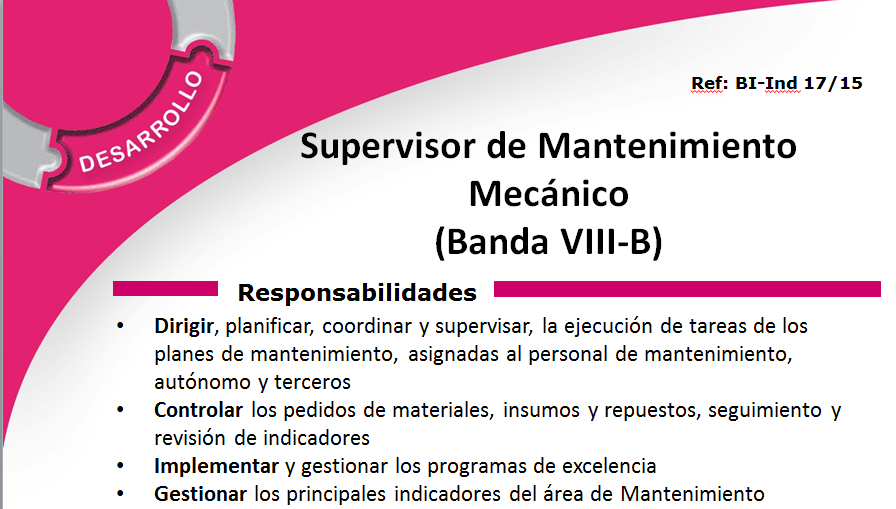 DESARROLLO
Ref: BI-Ind 17/15
Supervisor de Mantenimiento
Mecánico
(Banda VIII-B)
Responsabilidades
• Dirigir, planificar, coordinar y supervisar, la ejecución de tareas de los
planes de mantenimiento, asignadas al personal de mantenimiento,
autónomo y terceros
• Controlar los pedidos de materiales, insumos y repuestos, seguimiento y
revisión de indicadores
• Implementar y gestionar los programas de excelencia
• Gestionar los principales indicadores del área de Mantenimiento